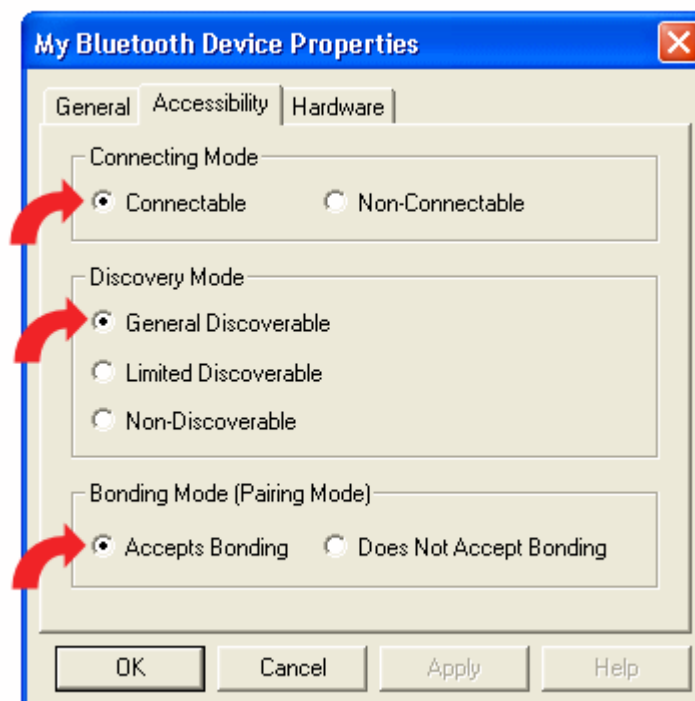 My Bluetooth Device Properties
General Accessibility Hardware
Connecting Mode
Connectable Non-Connectable
Discovery Mode
General Discoverable
Limited Discoverable
Non-Discoverable
Bonding Mode (Pairing Mode)
Accepts Bonding Does Not Accept Bonding
OK Cancel Apply Help